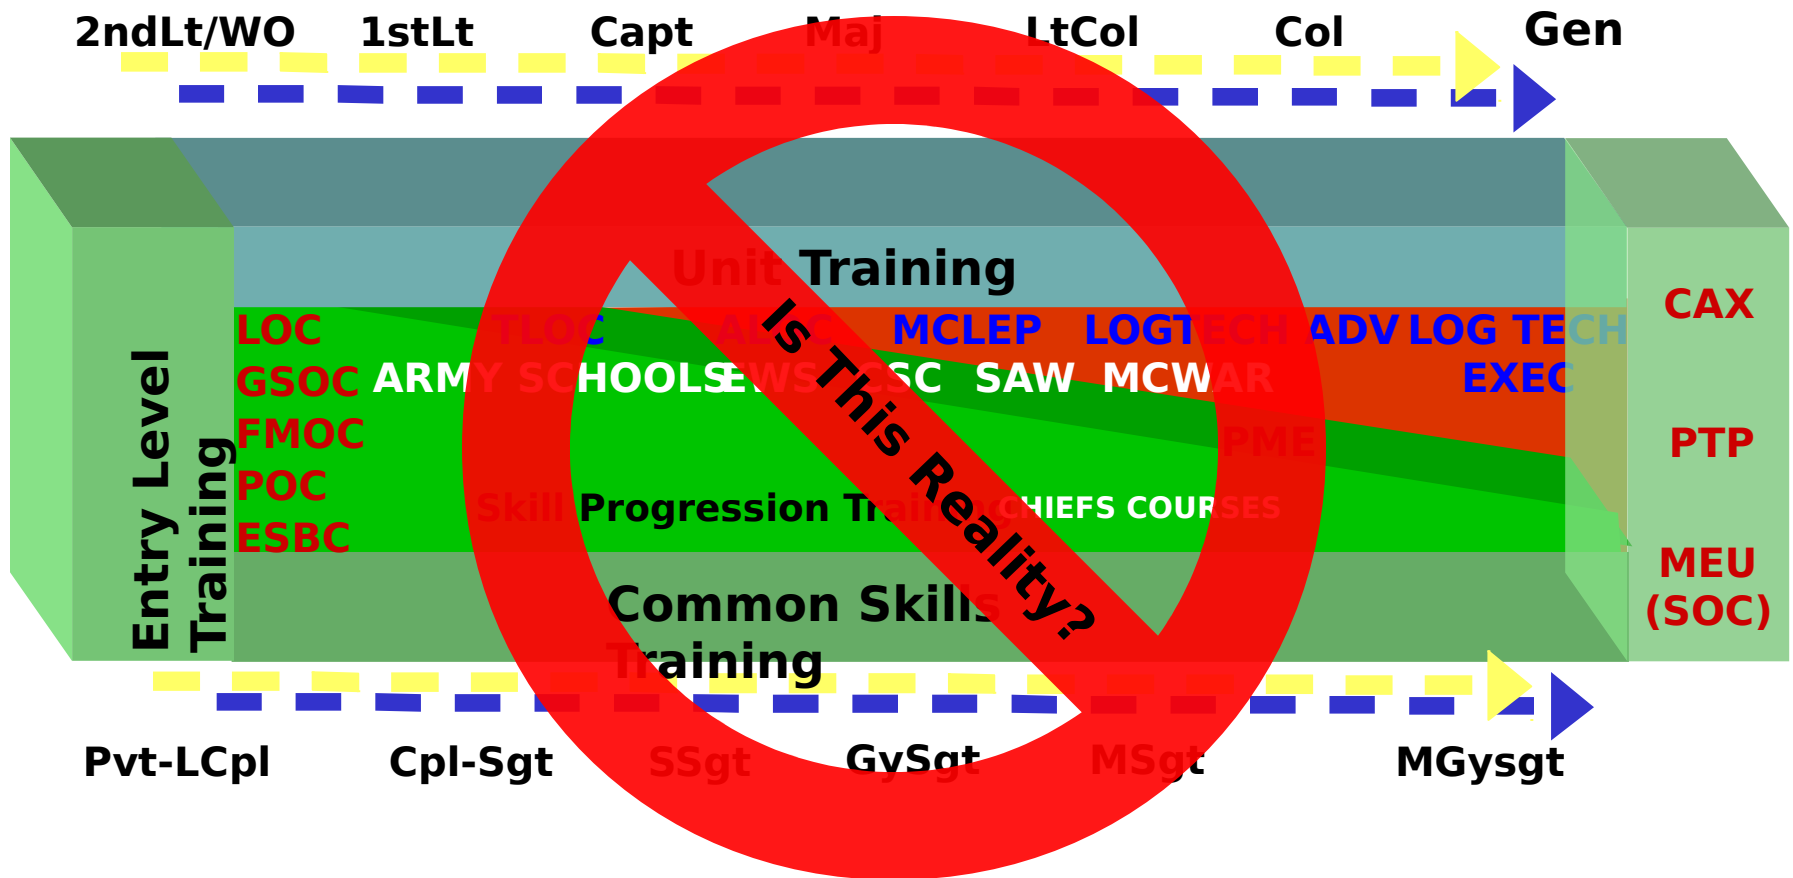 2ndLt/WO 1stLt Capt Maj LtCol Col Gen
Unit Training
LOC TLOC ALOC MCLEP LOGTECH ADV LOG TECH
GSOC ARMY SCHOOLS EWS CSC SAW MCWAR EXEC
FMOC PME
POC
Skill Progression Training CHIEFS COURSES
ESBC
Entry Level
Training
Common Skills
Training
Is This Reality?
CAX
PTP
MEU
(SOC)
Pvt-LCpl Cpl-Sgt SSgt GySgt MSgt MGysgt